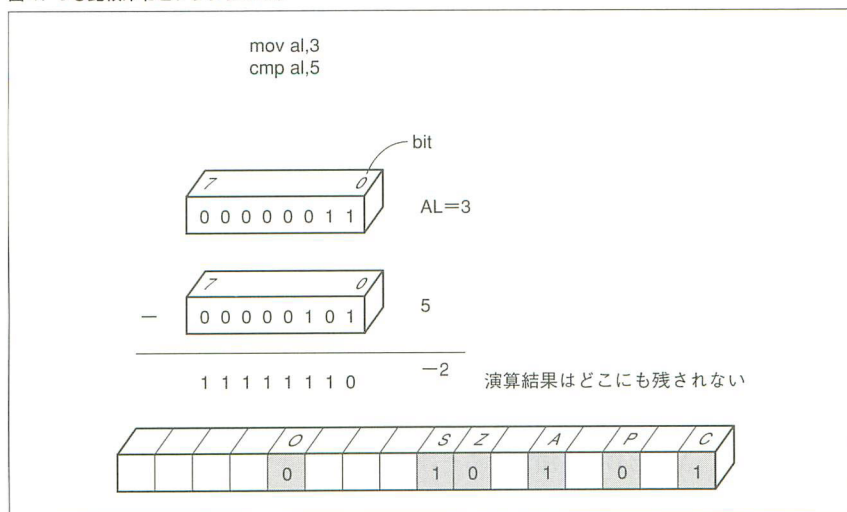 mov al,3
cmp al,5
bit
7 0
0 0 0 0 0 0 1 1 AL=3
7 0
− 0 0 0 0 0 1 0 1 5
1 1 1 1 1 1 1 0 −2 演算結果はどこにも残されない
O S Z A P C
0 1 0 1 0 1